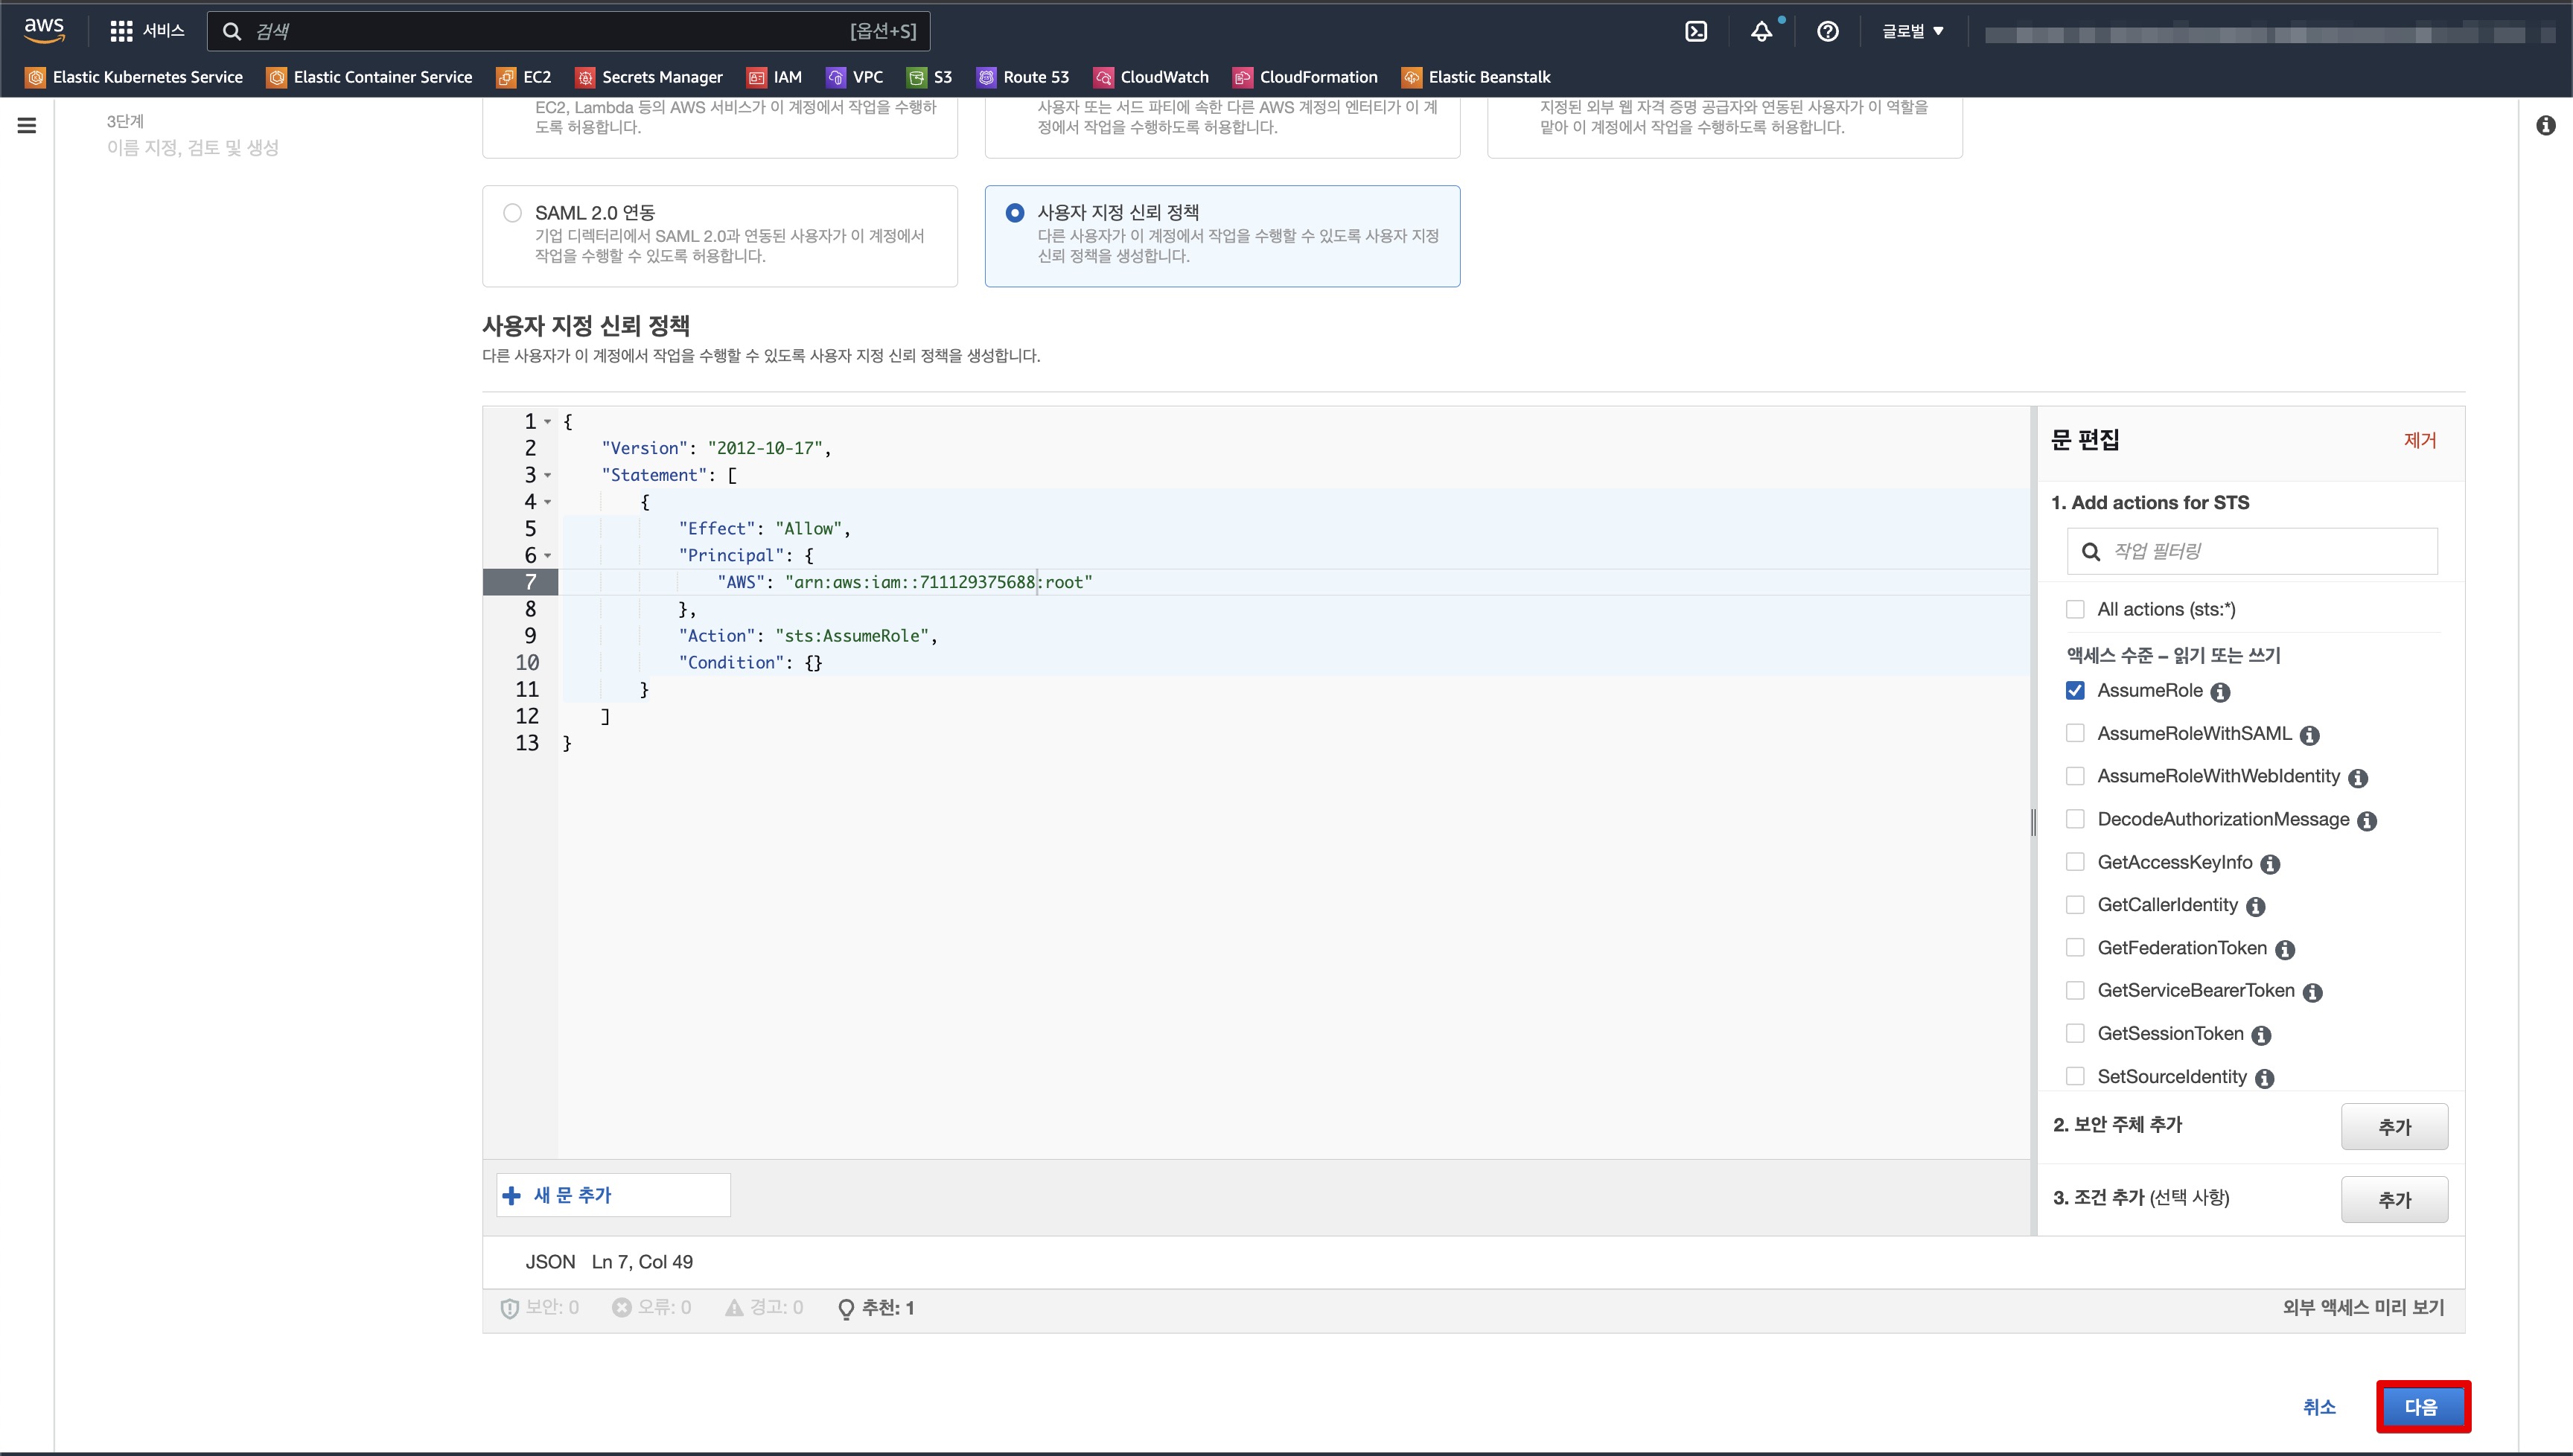 aws
서비스
검색
[옵션+S]
글로벌 ▼
Elastic Kubernetes Service
Elastic Container Service
EC2
Secrets Manager
IAM
VPC
S3
Route 53
CloudWatch
CloudFormation
Elastic Beanstalk
3단계
이름 지정, 검토 및 생성
EC2, Lambda 등의 AWS 서비스가 이 계정에서 작업을 수행하
도록 허용합니다.
사용자 또는 서드 파티에 속한 다른 AWS 계정의 엔터티가 이 계
정에서 작업을 수행하도록 허용합니다.
지정된 외부 웹 자격 증명 공급자와 연동된 사용자가 이 역할을
맡아 이 계정에서 작업을 수행하도록 허용합니다.
SAML 2.0 연동
기업 디렉터리에서 SAML 2.0과 연동된 사용자가 이 계정에서
작업을 수행할 수 있도록 허용합니다.
사용자 지정 신뢰 정책
다른 사용자가 이 계정에서 작업을 수행할 수 있도록 사용자 지정
신뢰 정책을 생성합니다.
사용자 지정 신뢰 정책
다른 사용자가 이 계정에서 작업을 수행할 수 있도록 사용자 지정 신뢰 정책을 생성합니다.
1 {
2 "Version": "2012-10-17",
3 "Statement": [
4 {
5 "Effect": "Allow",
6 "Principal": {
7 "AWS": "arn:aws:iam::711129375688:root"
8 },
9 "Action": "sts:AssumeRole",
10 "Condition": {}
11 }
12 ]
13 }
새 문 추가
JSON Ln 7, Col 49
보안: 0
오류: 0
경고: 0
추천: 1
외부 액세스 미리 보기
문 편집
제거
1. Add actions for STS
작업 필터링
All actions (sts:*)
액세스 수준 – 읽기 또는 쓰기
AssumeRole
AssumeRoleWithSAML
AssumeRoleWithWebIdentity
DecodeAuthorizationMessage
GetAccessKeyInfo
GetCallerIdentity
GetFederationToken
GetServiceBearerToken
GetSessionToken
SetSourceIdentity
2. 보안 주체 추가
추가
3. 조건 추가 (선택 사항)
추가
취소
다음